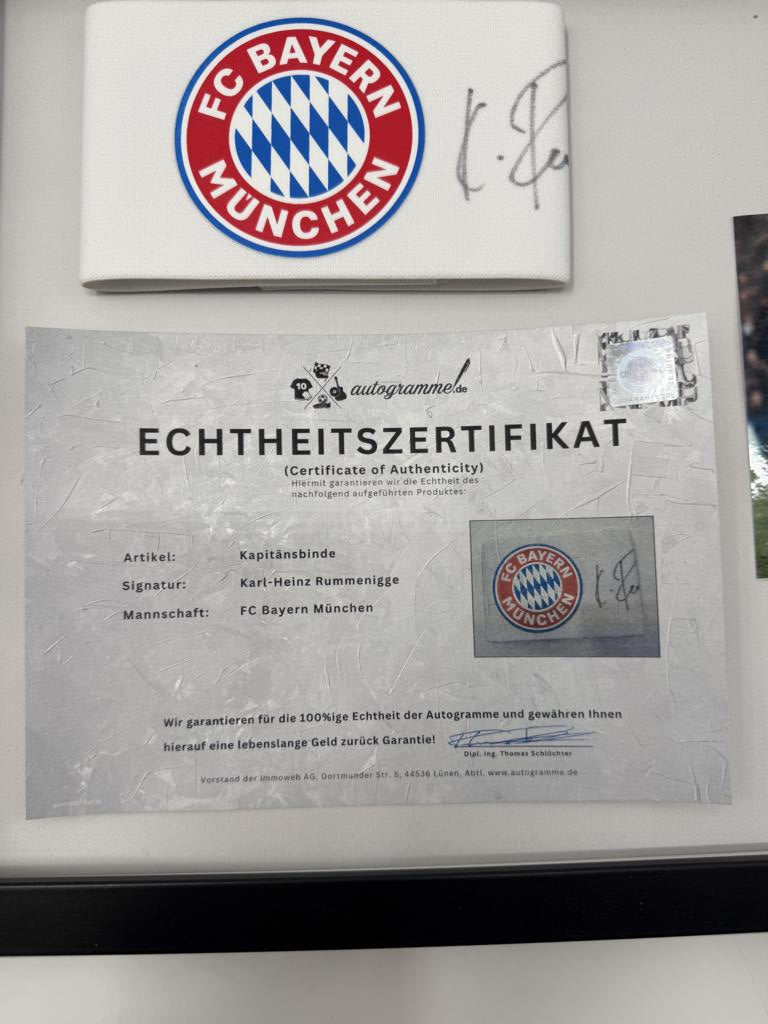 FC BAYERN
MÜNCHEN
K. Ru
10
autogramme.de
ECHTHEITSZERTIFIKAT
(Certificate of Authenticity)
Hiermit garantieren wir die Echtheit des
nachfolgend aufgeführten Produktes:
Artikel: Kapitänsbinde
Signatur: Karl-Heinz Rummenigge
Mannschaft: FC Bayern München
FC BAYERN
MÜNCHEN
Wir garantieren für die 100%ige Echtheit der Autogramme und gewähren Ihnen
hierauf eine lebenslange Geld zurück Garantie!
Dipl. Ing. Thomas Schlüchter
Vorstand der immoweb AG, Dortmunder Str. 5, 44536 Lünen, Abtl. www.autogramme.de